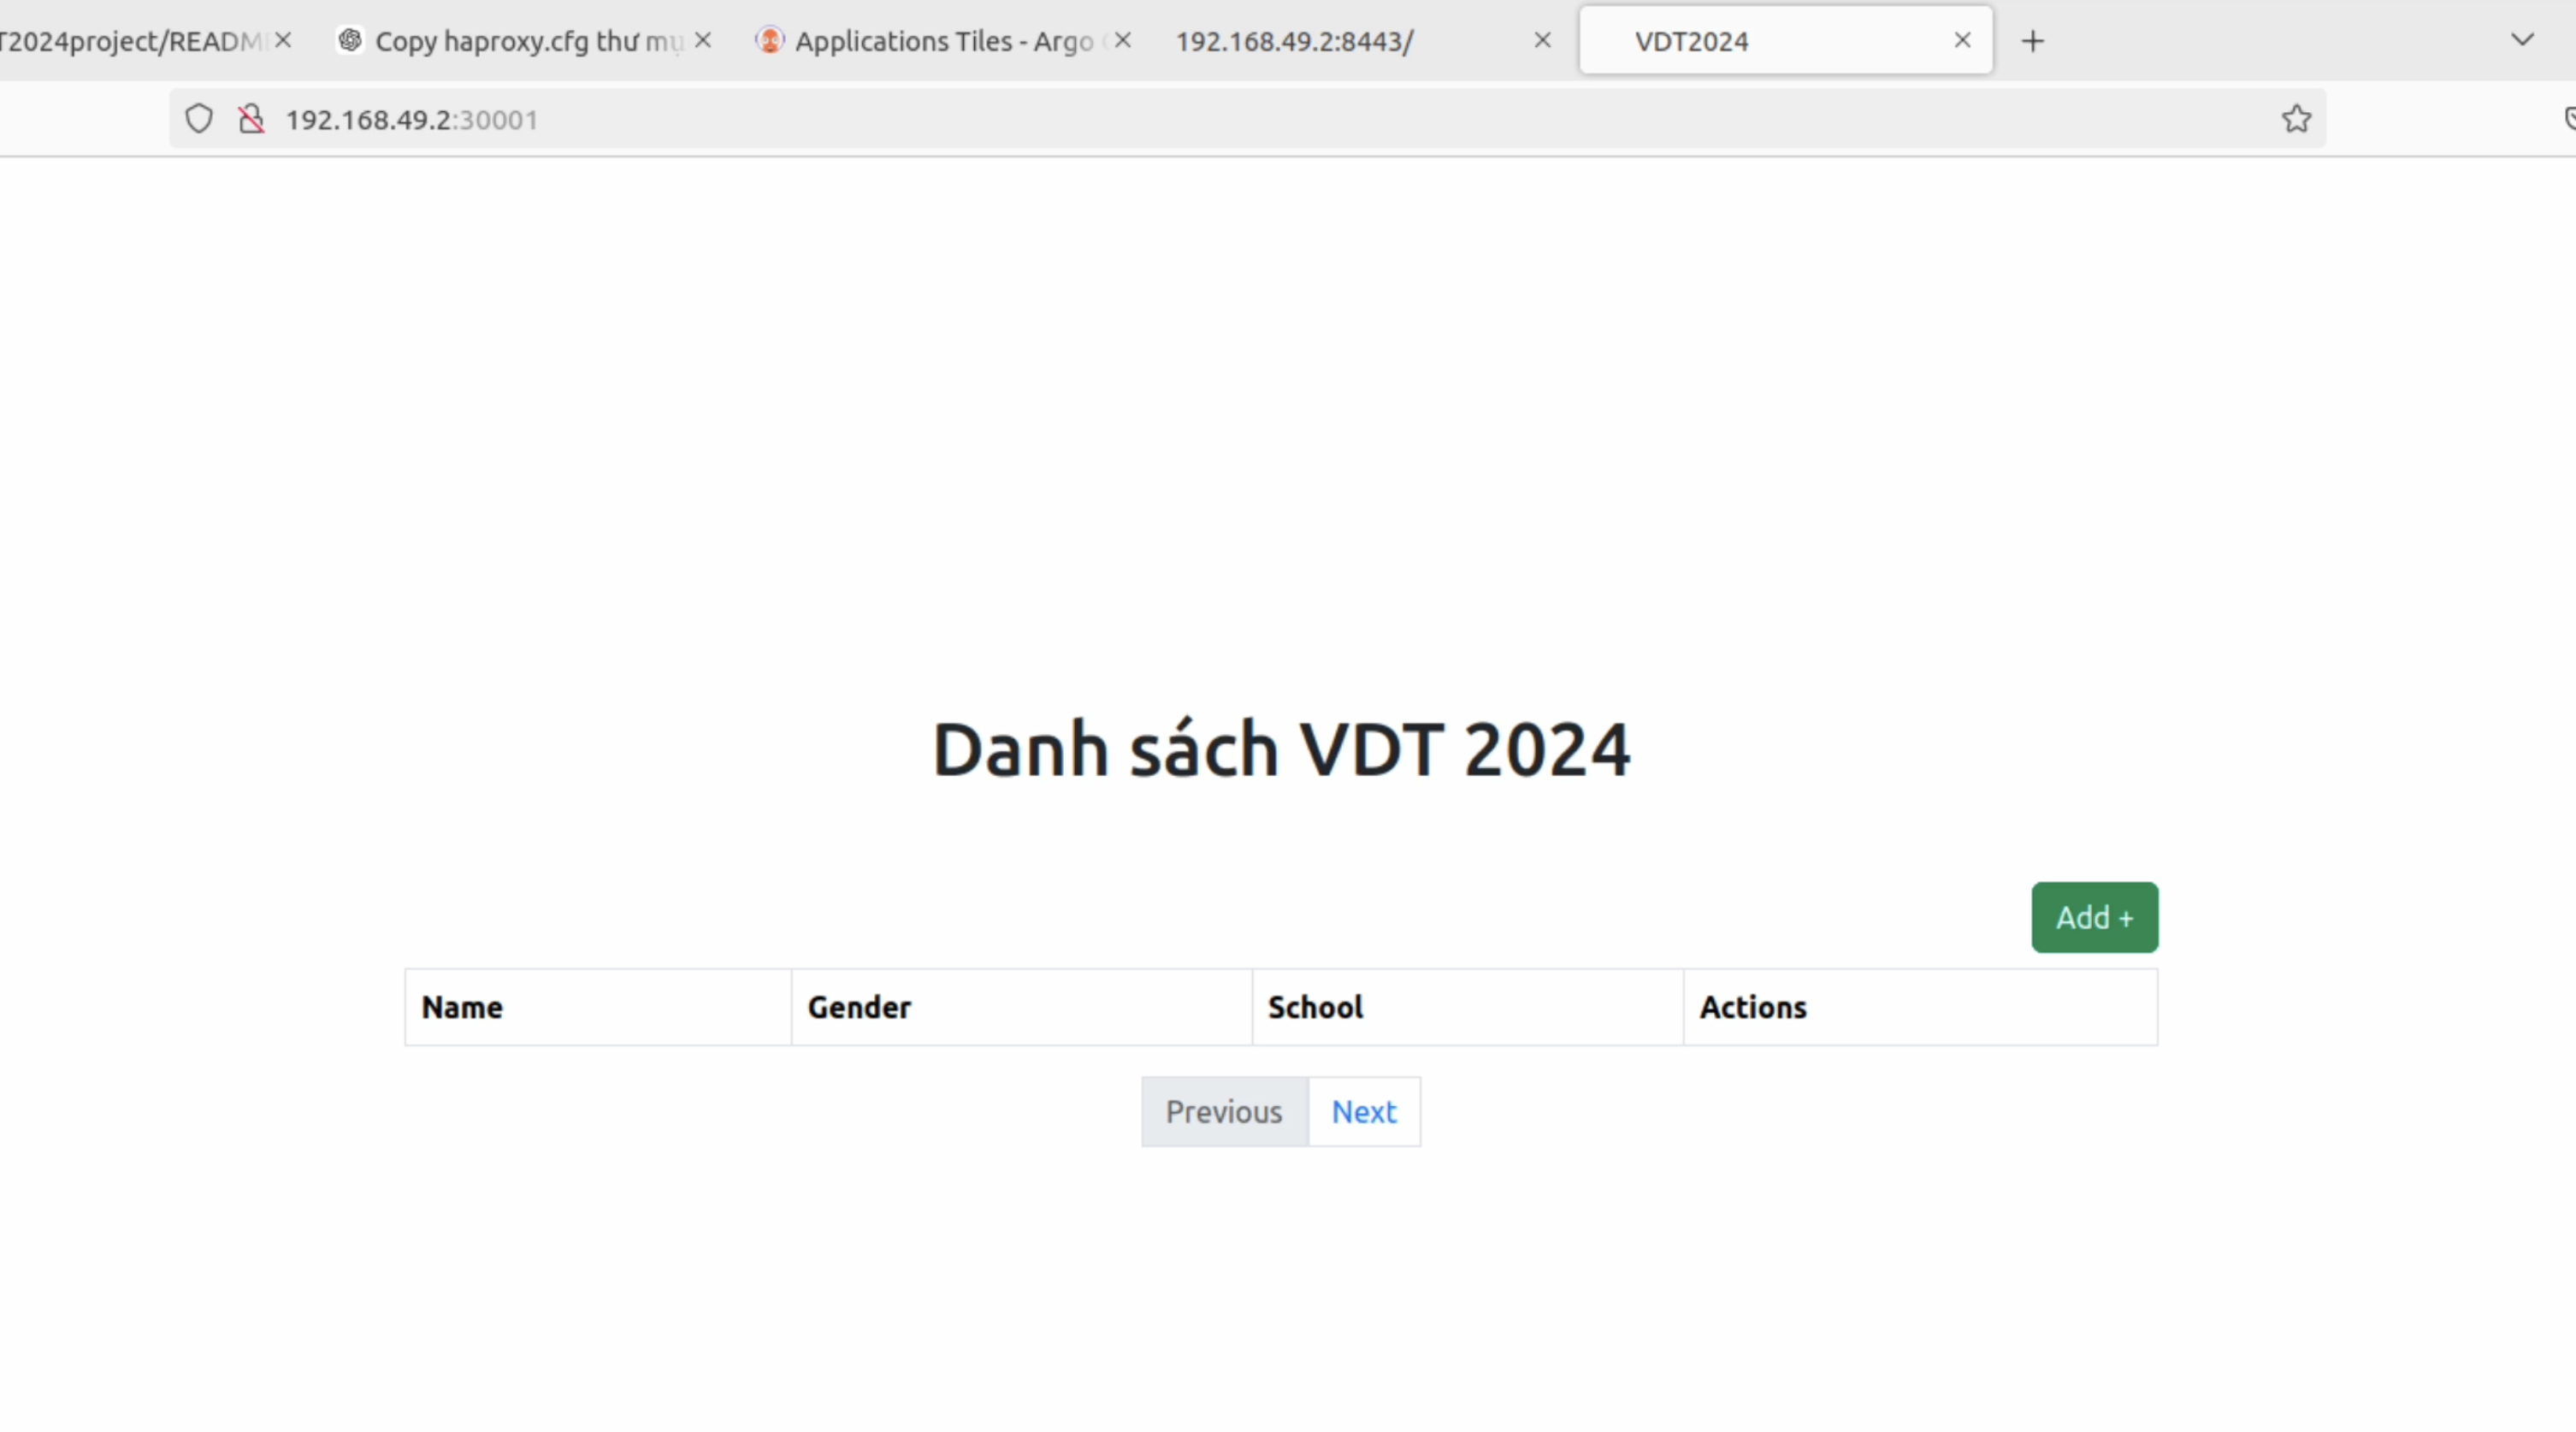 T2024project/READM
Copy haproxy.cfg thư mụ
Applications Tiles - Argo
192.168.49.2:8443/
VDT2024
192.168.49.2:30001
Danh sách VDT 2024
Add +
Name Gender School Actions
Previous Next